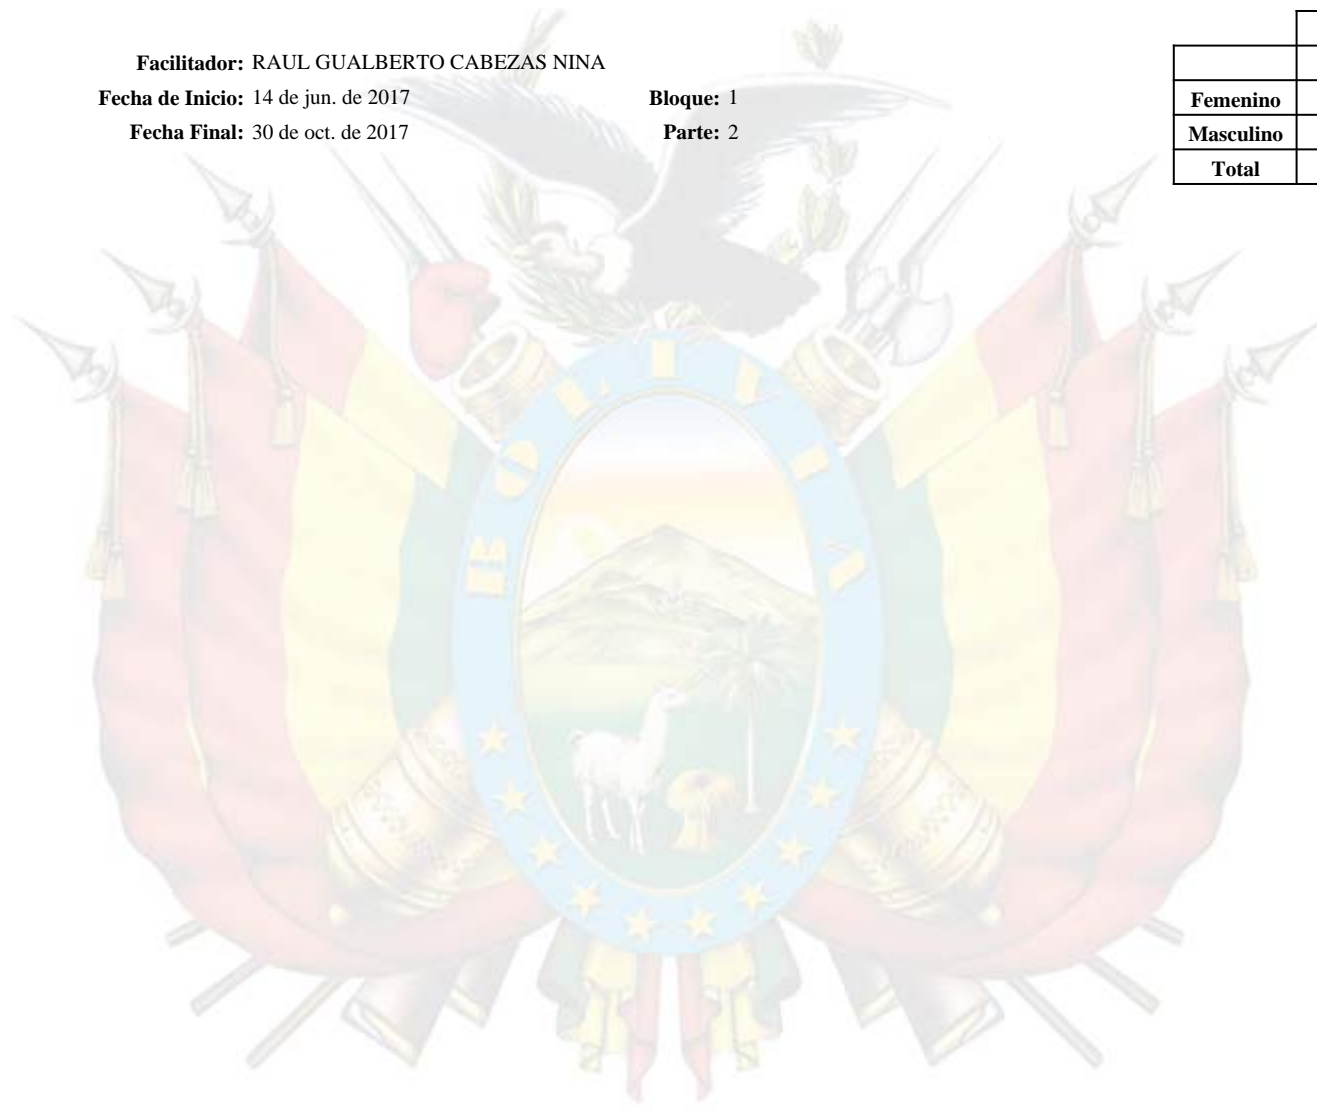 Facilitador: RAUL GUALBERTO CABEZAS NINA
Fecha de Inicio: 14 de jun. de 2017 Bloque: 1
Fecha Final: 30 de oct. de 2017 Parte: 2
Femenino
Masculino
Total
BOLIVIA